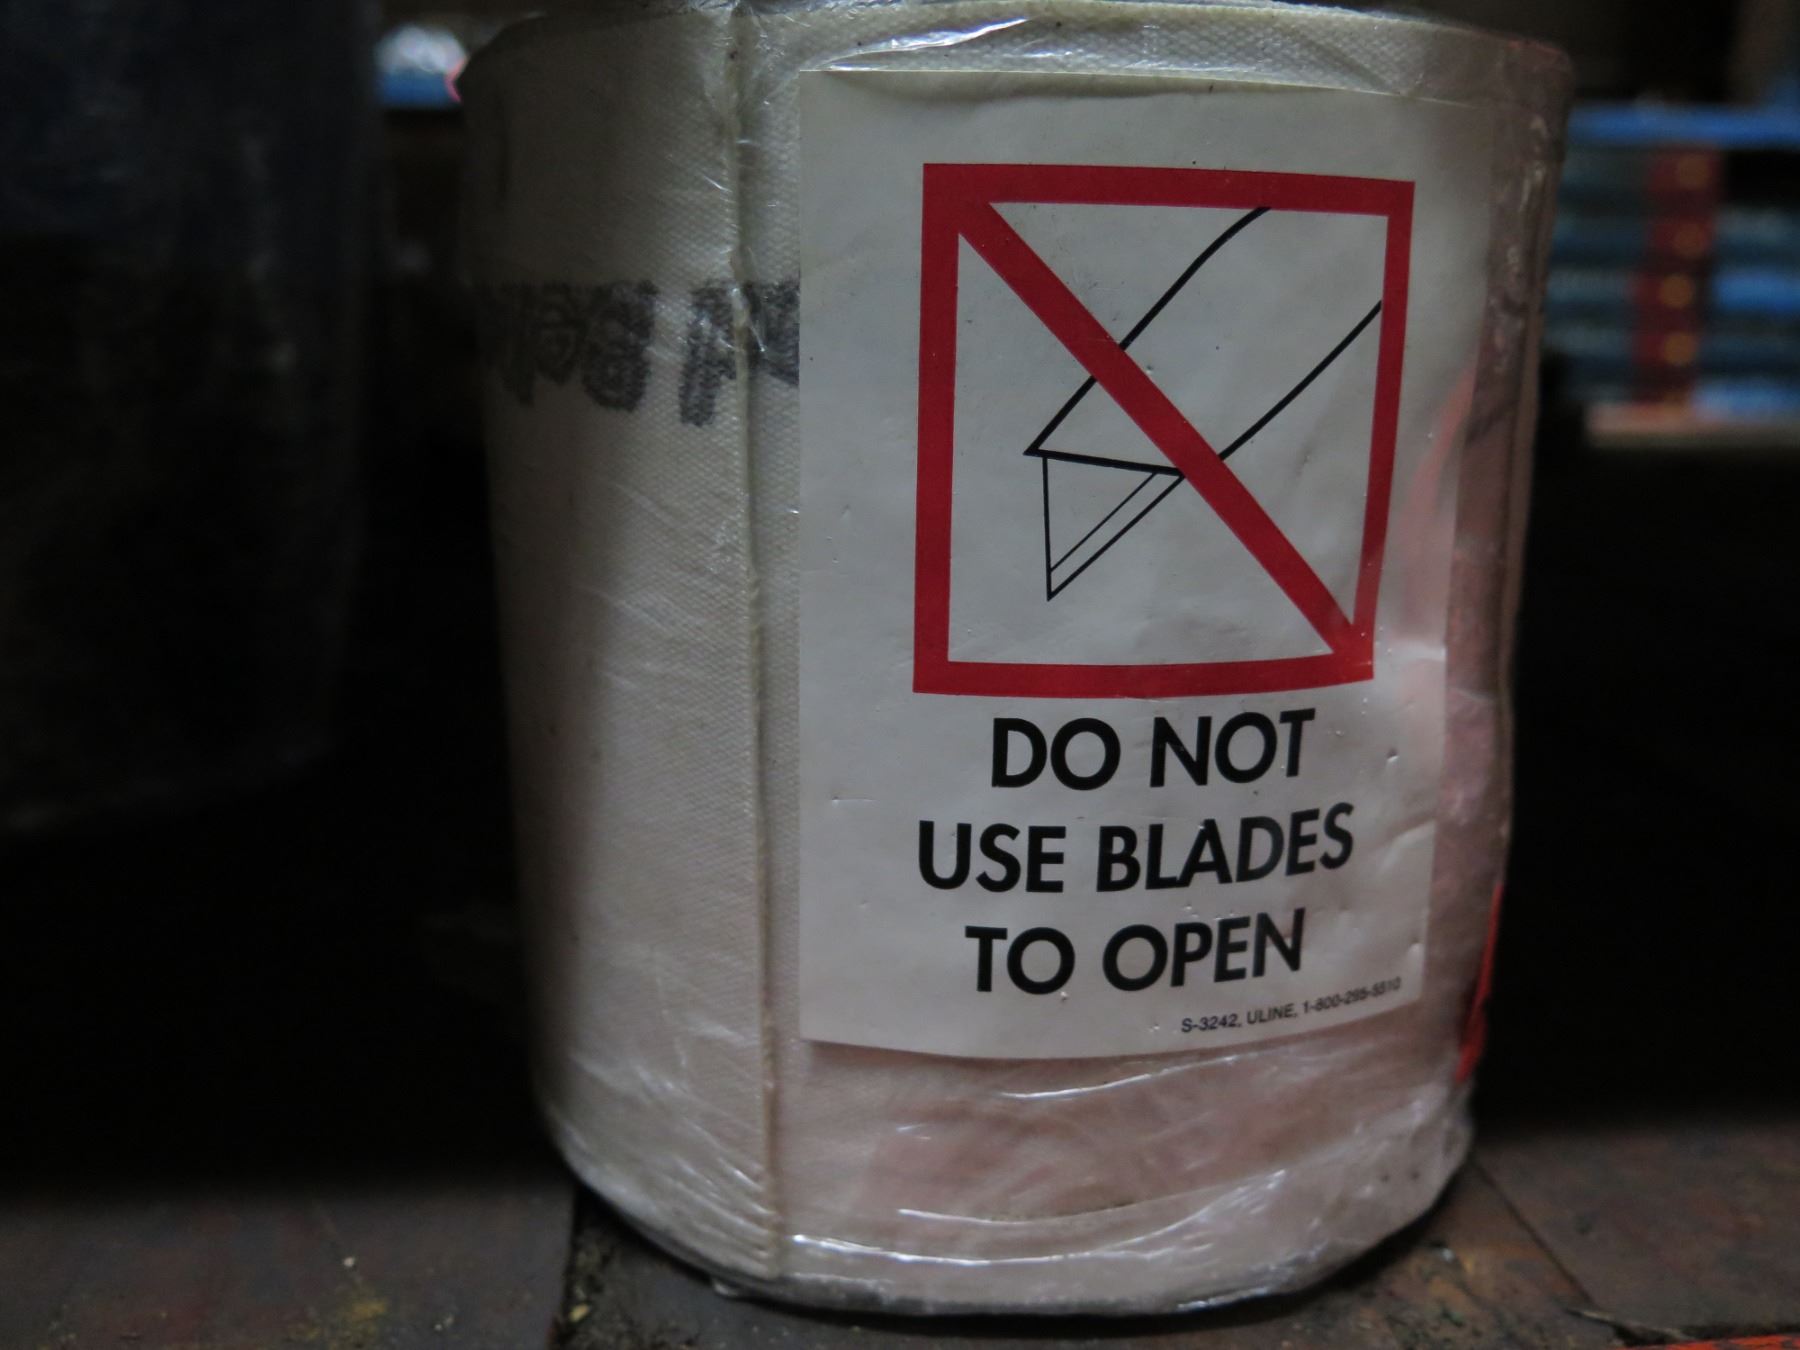 DO NOT
USE BLADES
TO OPEN
S-3242, ULINE, 1-800-295-5510